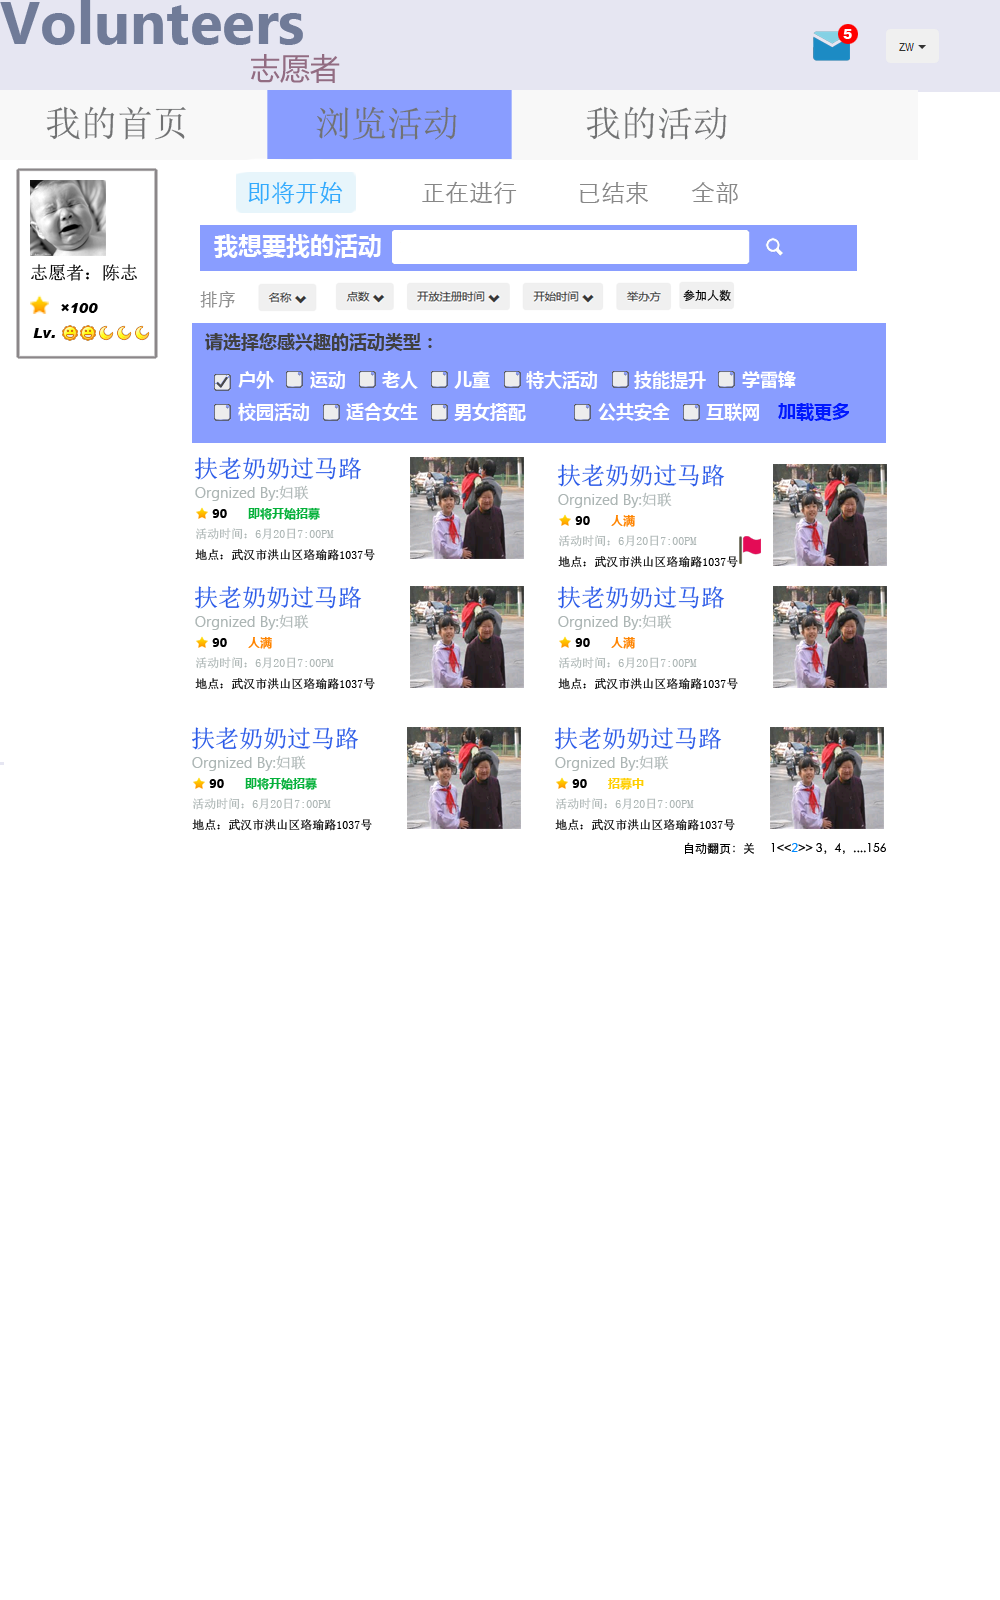 Volunteers
志愿者
5
ZW
我的首页 浏览活动 我的活动
即将开始 正在进行 已结束 全部
我想要找的活动
志愿者：陈志
×100
Lv.
排序 名称 点数 开放注册时间 开始时间 举办方 参加人数
请选择您感兴趣的活动类型：
户外 运动 老人 儿童 特大活动 技能提升 学雷锋
校园活动 适合女生 男女搭配 公共安全 互联网 加载更多
扶老奶奶过马路
Orgnized By:妇联
90 即将开始招募
活动时间：6月20日7:00PM
地点：武汉市洪山区珞瑜路1037号
扶老奶奶过马路
Orgnized By:妇联
90 人满
活动时间：6月20日7:00PM
地点：武汉市洪山区珞瑜路1037号
扶老奶奶过马路
Orgnized By:妇联
90 人满
活动时间：6月20日7:00PM
地点：武汉市洪山区珞瑜路1037号
扶老奶奶过马路
Orgnized By:妇联
90 人满
活动时间：6月20日7:00PM
地点：武汉市洪山区珞瑜路1037号
扶老奶奶过马路
Orgnized By:妇联
90 即将开始招募
活动时间：6月20日7:00PM
地点：武汉市洪山区珞瑜路1037号
扶老奶奶过马路
Orgnized By:妇联
90 招募中
活动时间：6月20日7:00PM
地点：武汉市洪山区珞瑜路1037号
自动翻页：关 1<<2>> 3，4，....156